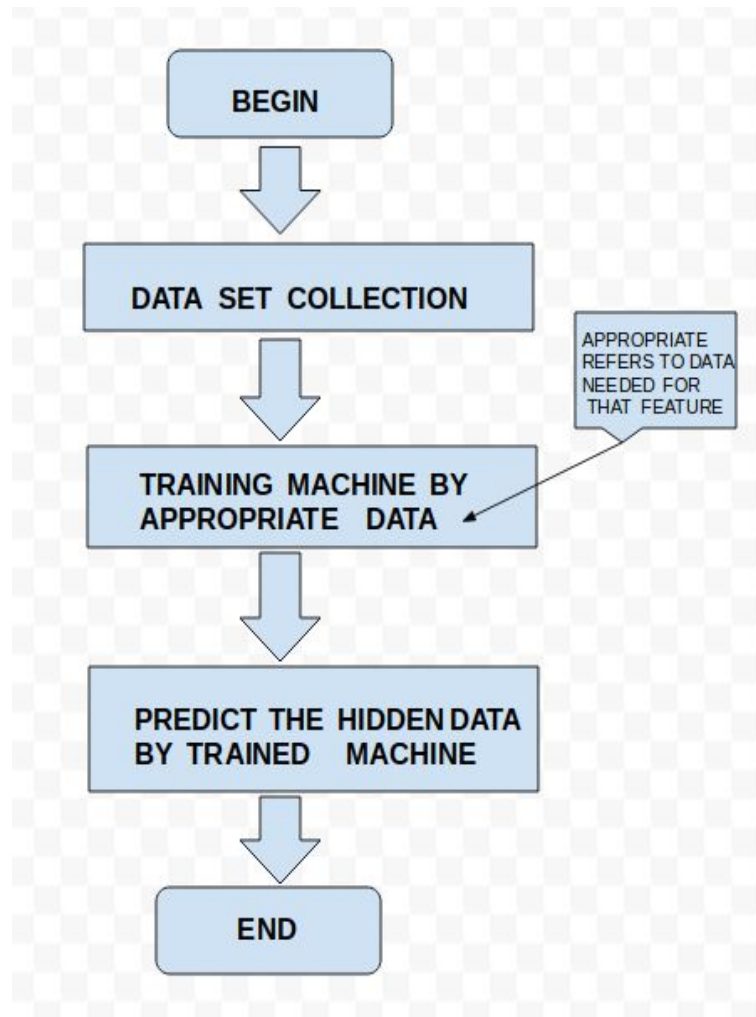 BEGIN
DATA SET COLLECTION
APPROPRIATE
REFERS TO DATA
NEEDED FOR
THAT FEATURE
TRAINING MACHINE BY
APPROPRIATE DATA
PREDICT THE HIDDEN DATA
BY TRAINED MACHINE
END